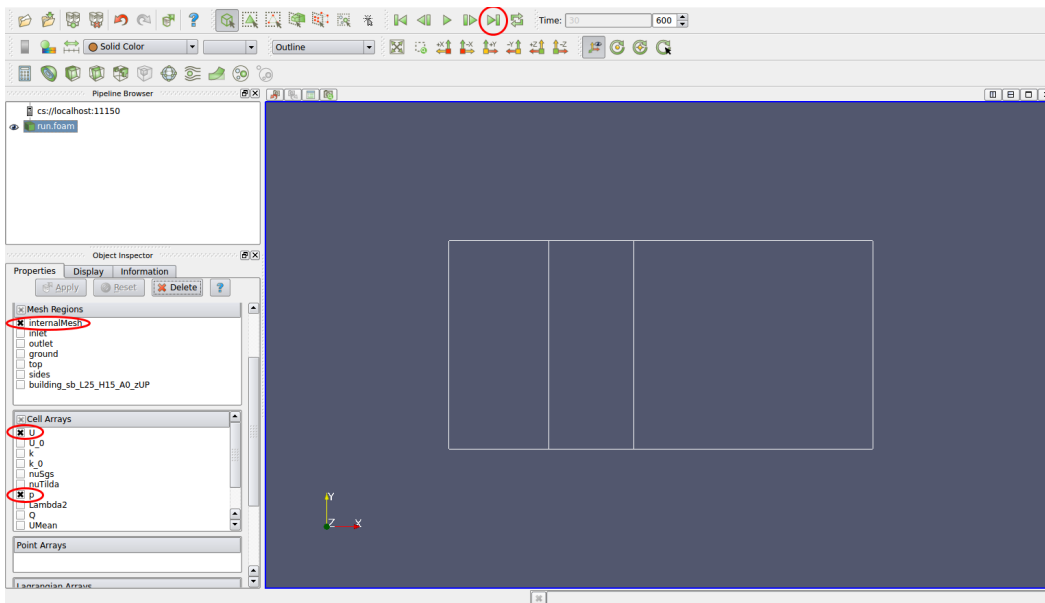 Time: 30 600
Solid Color Outline
+X -X +Y -Y +Z -Z
Pipeline Browser
cs://localhost:11150
run.foam
Object Inspector
Properties Display Information
Apply Reset Delete ?
Mesh Regions
internalMesh
inlet
outlet
ground
top
sides
building_sb_L25_H15_A0_zUP
Cell Arrays
U
U_0
k
k_0
nuSgs
nuTilda
p
Lambda2
Q
UMean
Point Arrays
Lagrangian Arrays
Y
Z X